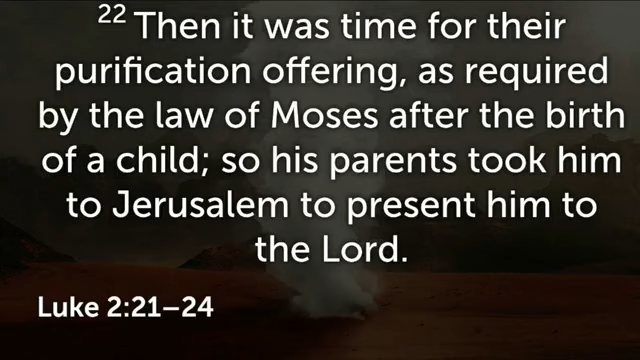 22 Then it was time for their
purification offering, as required
by the law of Moses after the birth
of a child; so his parents took him
to Jerusalem to present him to
the Lord.
Luke 2:21–24